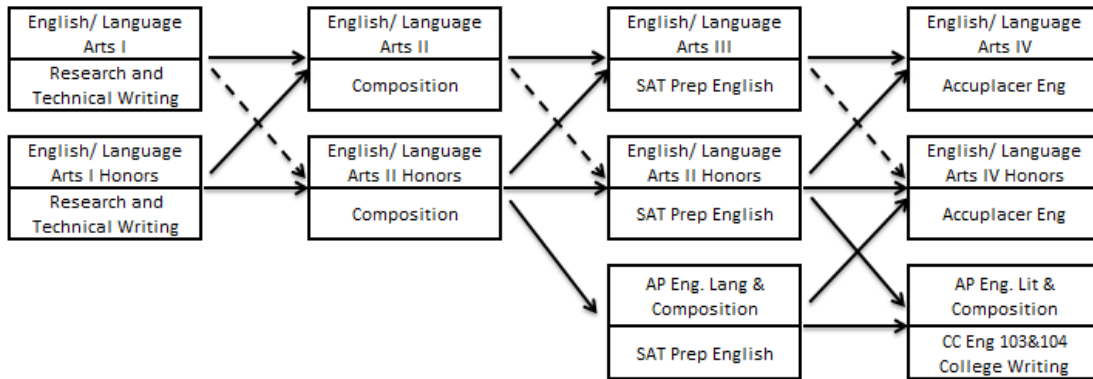 English/ Language
Arts I
Research and
Technical Writing
English/ Language
Arts I Honors
Research and
Technical Writing
English/ Language
Arts II
Composition
English/ Language
Arts II Honors
Composition
English/ Language
Arts III
SAT Prep English
English/ Language
Arts II Honors
SAT Prep English
AP Eng. Lang &
Composition
SAT Prep English
English/ Language
Arts IV
Accuplacer Eng
English/ Language
Arts IV Honors
Accuplacer Eng
AP Eng. Lit &
Composition
CC Eng 103&104
College Writing